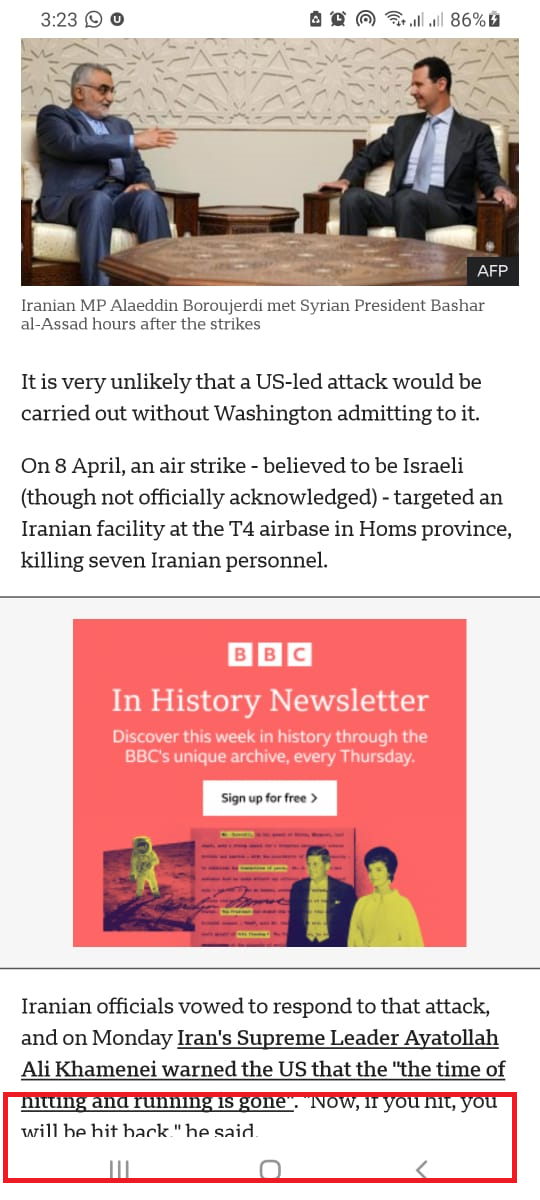 3:23
86%
AFP
Iranian MP Alaeddin Boroujerdi met Syrian President Bashar
al-Assad hours after the strikes
It is very unlikely that a US-led attack would be
carried out without Washington admitting to it.
On 8 April, an air strike - believed to be Israeli
(though not officially acknowledged) - targeted an
Iranian facility at the T4 airbase in Homs province,
killing seven Iranian personnel.
BBC
In History Newsletter
Discover this week in history through the
BBC's unique archive, every Thursday.
Sign up for free >
Iranian officials vowed to respond to that attack,
and on Monday Iran's Supreme Leader Ayatollah
Ali Khamenei warned the US that the "the time of
hitting and running is gone". "Now, if you hit, you
will be hit back," he said.